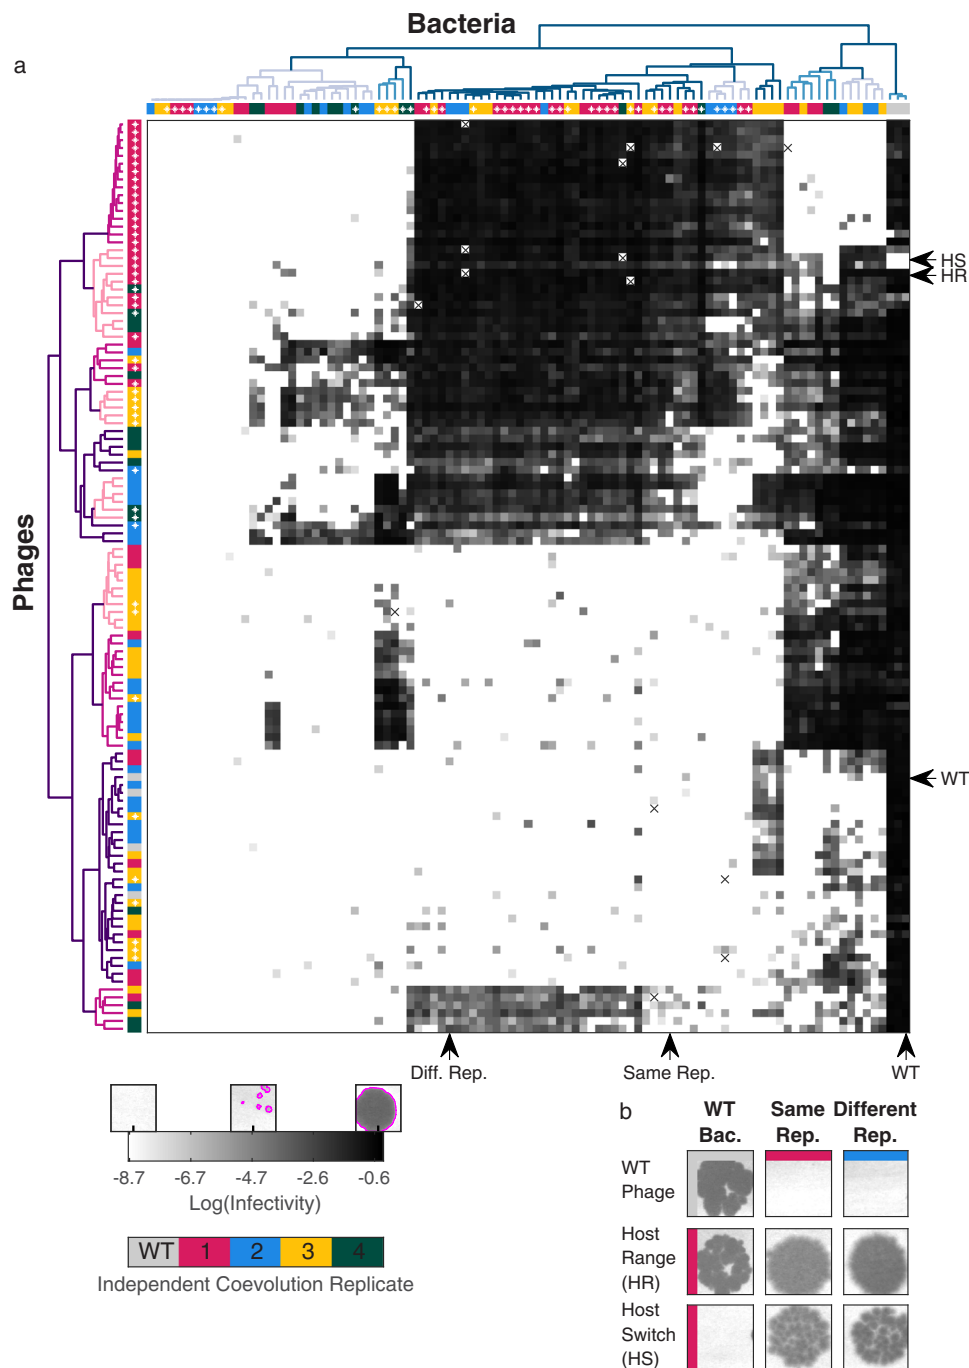 Bacteria
a
Phages
HS
HR
WT
Diff. Rep.
Same Rep.
WT
-8.7 -6.7 -4.7 -2.6 -0.6
Log(Infectivity)
WT 1 2 3 4
Independent Coevolution Replicate
b
WT Bac.
Same Rep.
Different Rep.
WT Phage
Host Range (HR)
Host Switch (HS)